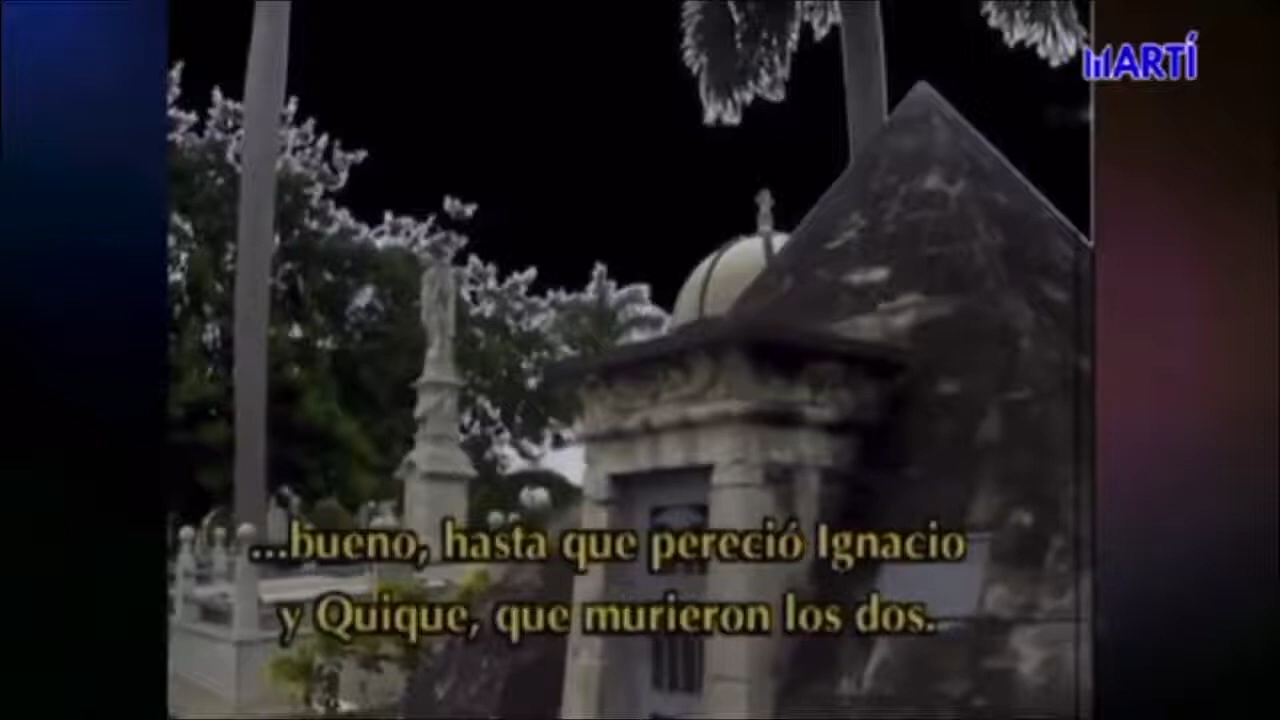 MARTÍ
...bueno, hasta que pereció Ignacio
y Quique, que murieron los dos.